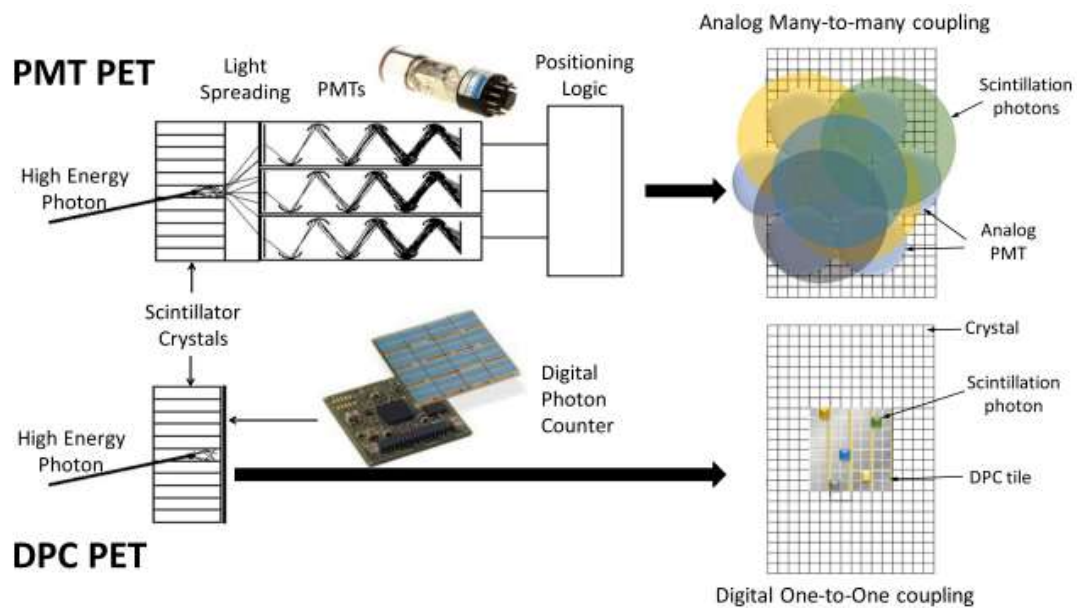 Analog Many-to-many coupling
PMT PET
Light
Spreading
PMTs
Positioning
Logic
Scintillation
photons
High Energy
Photon
Analog
PMT
Scintillator
Crystals
Crystal
Digital
Photon
Counter
Scintillation
photon
High Energy
Photon
DPC tile
DPC PET
Digital One-to-One coupling